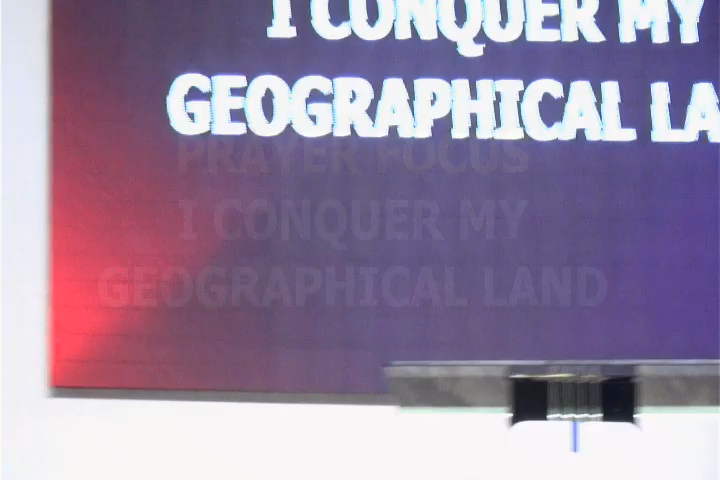 I CONQUER MY
GEOGRAPHICAL LA
PRAYER FOCUS
I CONQUER MY
GEOGRAPHICAL LAND